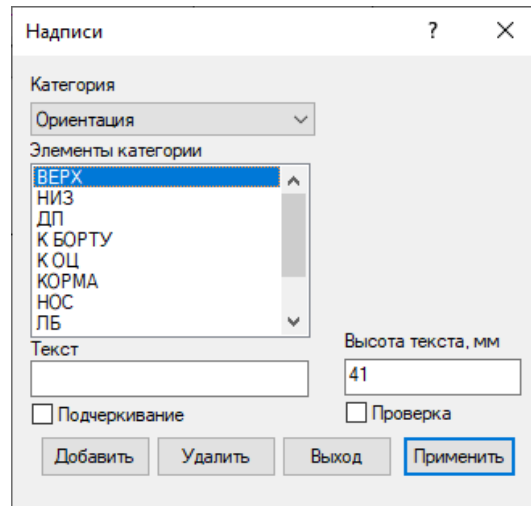 Надписи ?
Категория
Ориентация
Элементы категории
ВЕРХ
НИЗ
ДП
К БОРТУ
К ОЦ
КОРМА
НОС
ЛБ
Текст
Высота текста, мм
41
Подчеркивание
Проверка
Добавить Удалить Выход Применить